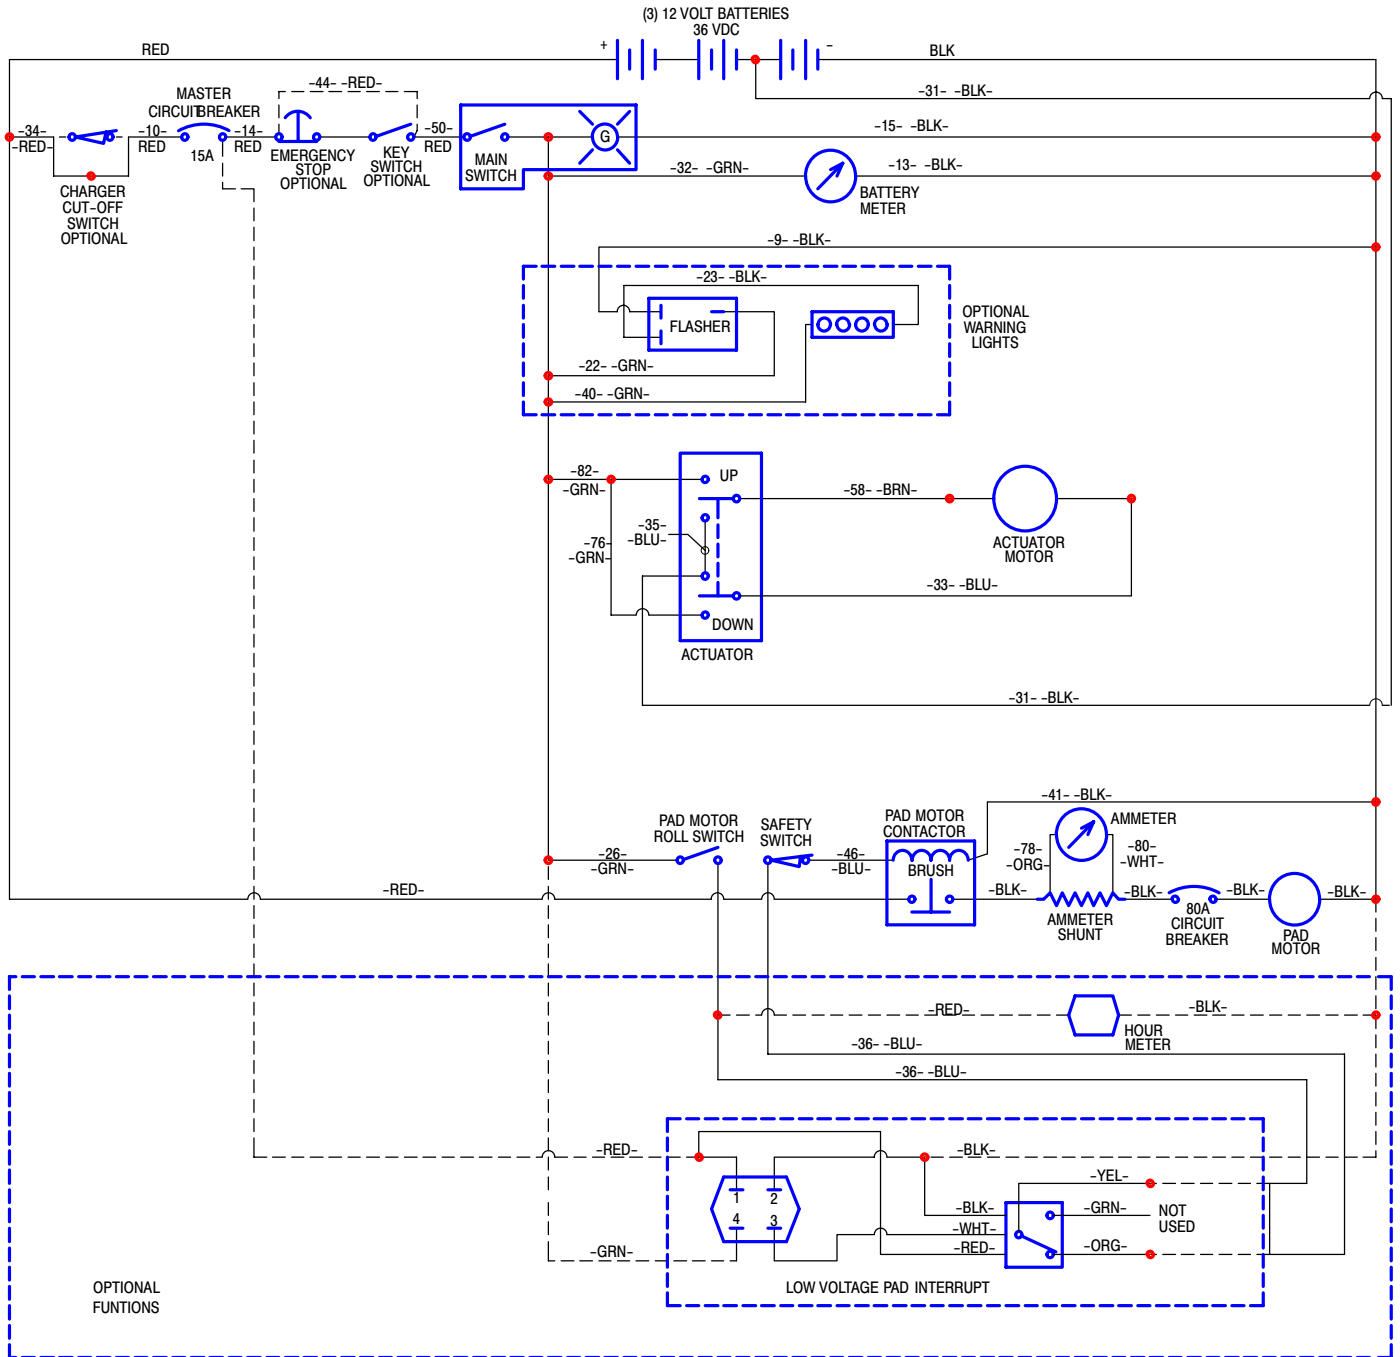 (3) 12 VOLT BATTERIES
36 VDC
RED
+
-
BLK
-44- -RED-
-31- -BLK-
MASTER
CIRCUIT BREAKER
-34-
-RED-
-10-
RED
15A
-14-
RED
EMERGENCY
STOP
OPTIONAL
KEY
SWITCH
OPTIONAL
-50-
RED
MAIN
SWITCH
G
-15- -BLK-
-32- -GRN-
-13- -BLK-
BATTERY
METER
CHARGER
CUT-OFF
SWITCH
OPTIONAL
-9- -BLK-
-23- -BLK-
FLASHER
OPTIONAL
WARNING
LIGHTS
-22- -GRN-
-40- -GRN-
-82-
-GRN-
UP
-58- -BRN-
-35-
-BLU-
-76-
-GRN-
ACTUATOR
MOTOR
-33- -BLU-
DOWN
ACTUATOR
-31- -BLK-
-41- -BLK-
PAD MOTOR
ROLL SWITCH
SAFETY
SWITCH
PAD MOTOR
CONTACTOR
AMMETER
-26-
-GRN-
-46-
-BLU-
BRUSH
-78-
-ORG-
-80-
-WHT-
-RED-
-BLK-
-BLK-
-BLK-
-BLK-
AMMETER
SHUNT
80A
CIRCUIT
BREAKER
PAD
MOTOR
-RED-
-BLK-
HOUR
METER
-36- -BLU-
-36- -BLU-
-RED-
-BLK-
-YEL-
1
2
4
3
-BLK-
-GRN-
NOT
USED
-WHT-
-GRN-
-RED-
-ORG-
LOW VOLTAGE PAD INTERRUPT
OPTIONAL
FUNTIONS